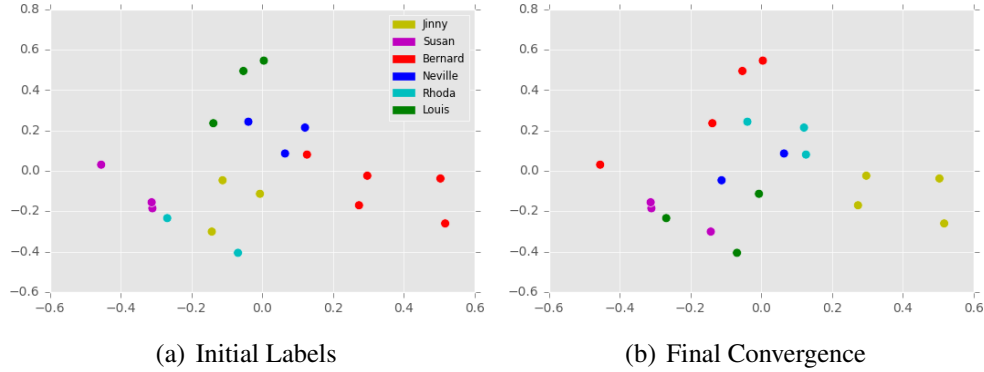 0.8
0.6
0.4
0.2
0.0
−0.2
−0.4
−0.6
−0.6 −0.4 −0.2 0.0 0.2 0.4 0.6
Jinny
Susan
Bernard
Neville
Rhoda
Louis
(a) Initial Labels
0.8
0.6
0.4
0.2
0.0
−0.2
−0.4
−0.6
−0.6 −0.4 −0.2 0.0 0.2 0.4 0.6
(b) Final Convergence